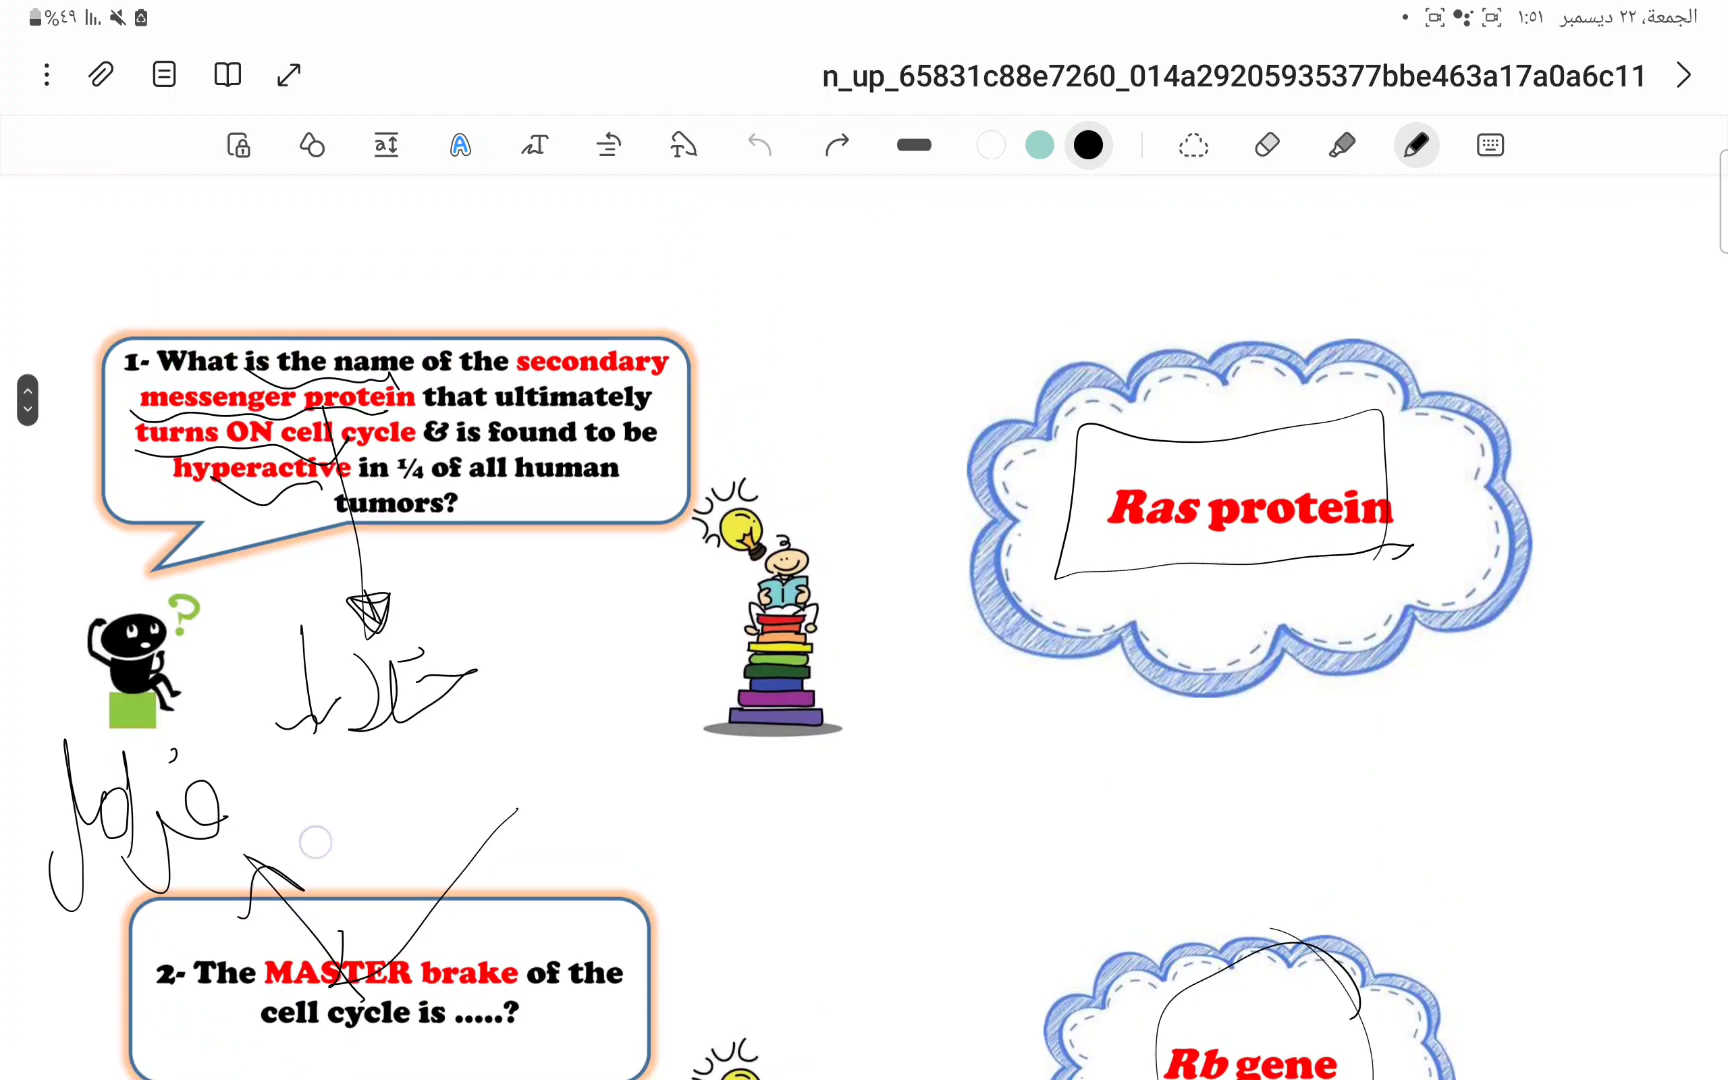 %٤٩
الجمعة، ٢٢ ديسمبر ١:٥١
n_up_65831c88e7260_014a29205935377bbe463a17a0a6c11
1- What is the name of the secondary
messenger protein that ultimately
turns ON cell cycle & is found to be
hyperactive in ¼ of all human
tumors?
Ras protein
2- The MASTER brake of the
cell cycle is .....?
Rb gene